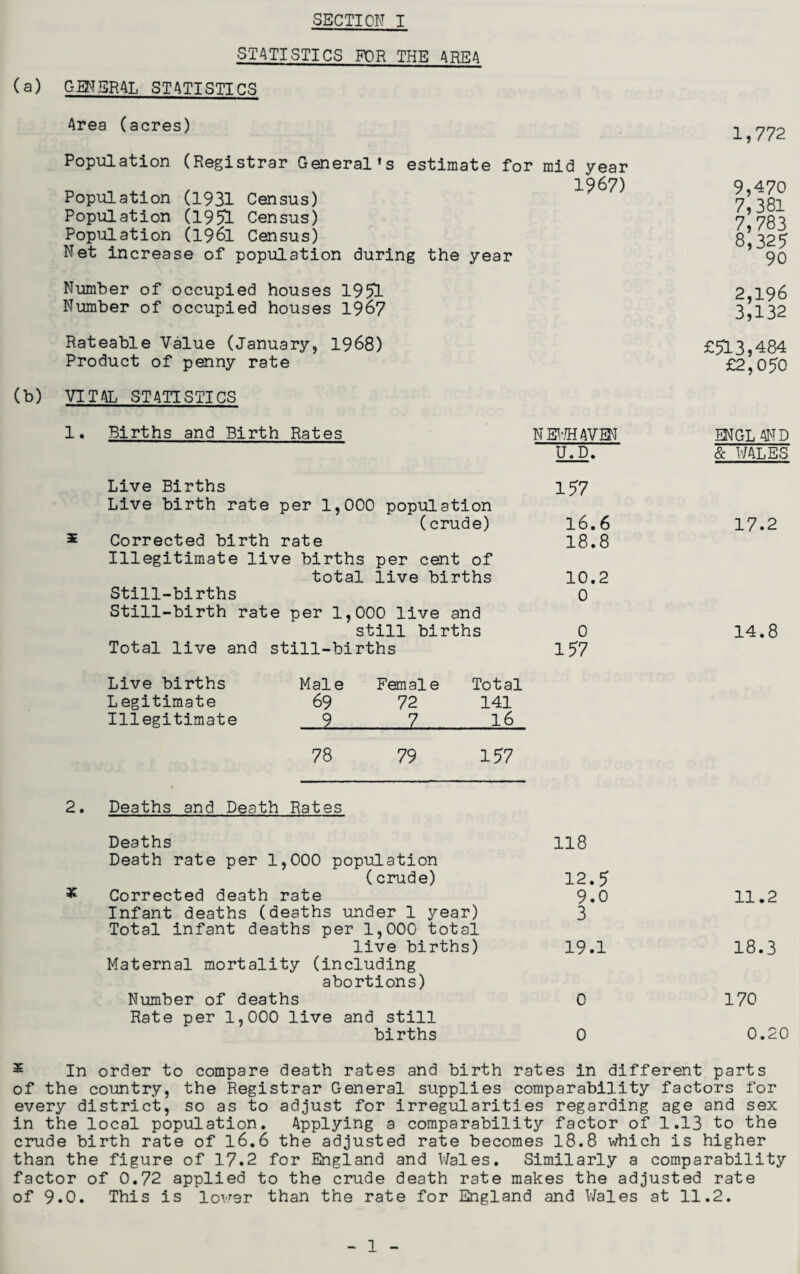 SECTION I
STATISTICS FOR THE AREA
(a) GENERAL STATISTICS
Area (acres) 1,772
Population (Registrar General's estimate for mid year
1967) 9,470
Population (1931 Census) 7,381
Population (1951 Census) 7,783
Population (1961 Census) 8,325
Net increase of population during the year 90
Number of occupied houses 1951 2,196
Number of occupied houses 1967 3,132
Rateable Value (January, 1968) £513,484
Product of penny rate £2,050
(b) VITAL STATISTICS
1. Births and Birth Rates NEWHAVEN ENGLAND
U.D. & WALES
Live Births 157
Live birth rate per 1,000 population
(crude) 16.6 17.2
* Corrected birth rate 18.8
Illegitimate live births per cent of
total live births 10.2
Still-births 0
Still-birth rate per 1,000 live and
still births 0 14.8
Total live and still-births 157
Live births Male Female Total
Legitimate 69 72 141
Illegitimate 9 7 16
78 79 157
2. Deaths and Death Rates
Deaths 118
Death rate per 1,000 population
(crude) 12.5
* Corrected death rate 9.0 11.2
Infant deaths (deaths under 1 year) 3
Total infant deaths per 1,000 total
live births) 19.1 18.3
Maternal mortality (including
abortions)
Number of deaths 0 170
Rate per 1,000 live and still
births 0 0.20
* In order to compare death rates and birth rates in different parts
of the country, the Registrar General supplies comparability factors for
every district, so as to adjust for irregularities regarding age and sex
in the local population. Applying a comparability factor of 1.13 to the
crude birth rate of 16.6 the adjusted rate becomes 18.8 which is higher
than the figure of 17.2 for England and Wales. Similarly a comparability
factor of 0.72 applied to the crude death rate makes the adjusted rate
of 9.0. This is lower than the rate for England and Wales at 11.2.
- 1 -